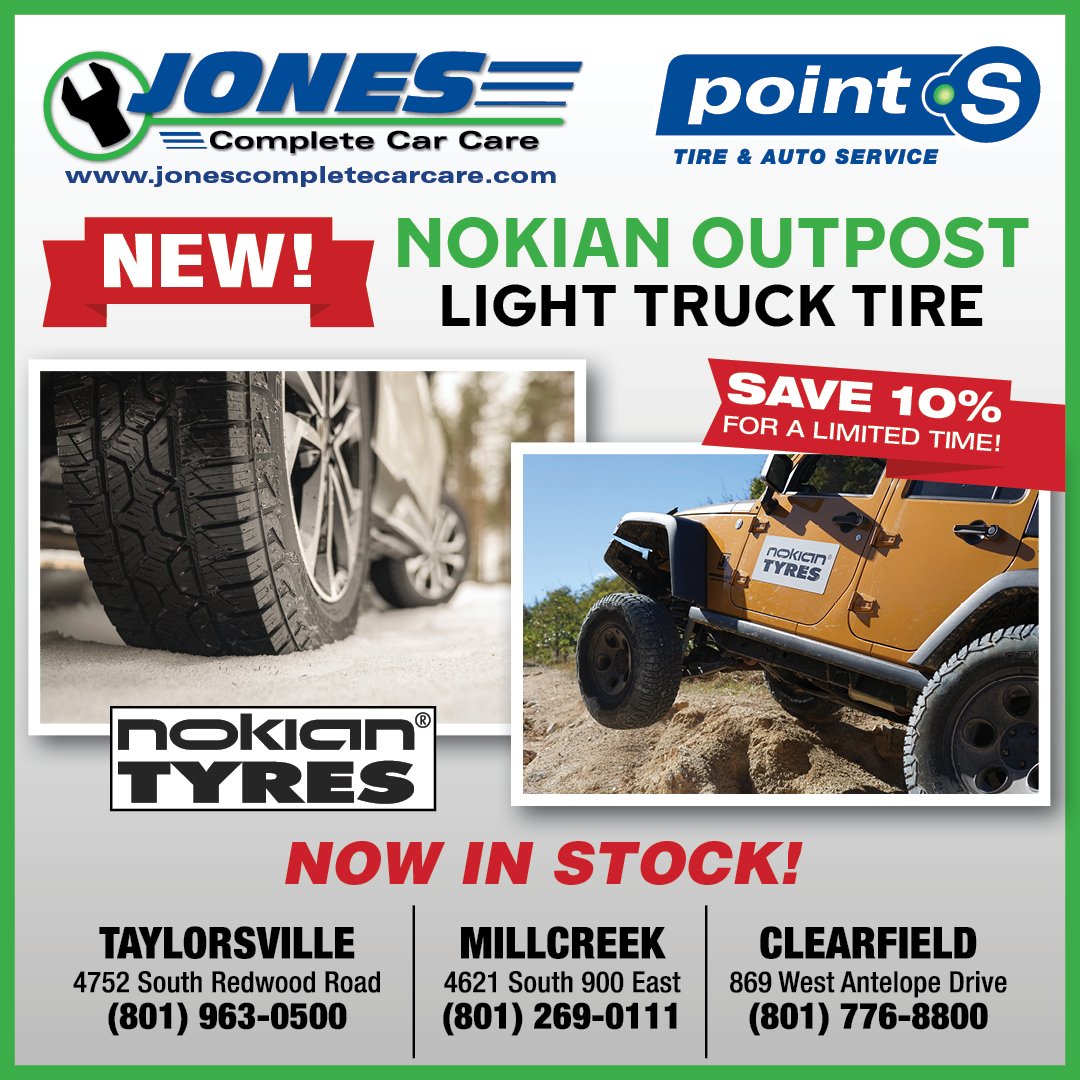 JONES
Complete Car Care
www.jonescompletecarcare.com
point S
TIRE & AUTO SERVICE
NEW!
NOKIAN OUTPOST
LIGHT TRUCK TIRE
SAVE 10%
FOR A LIMITED TIME!
nokian®
TYRES
nokian®
TYRES
NOW IN STOCK!
TAYLORSVILLE
4752 South Redwood Road
(801) 963-0500
MILLCREEK
4621 South 900 East
(801) 269-0111
CLEARFIELD
869 West Antelope Drive
(801) 776-8800